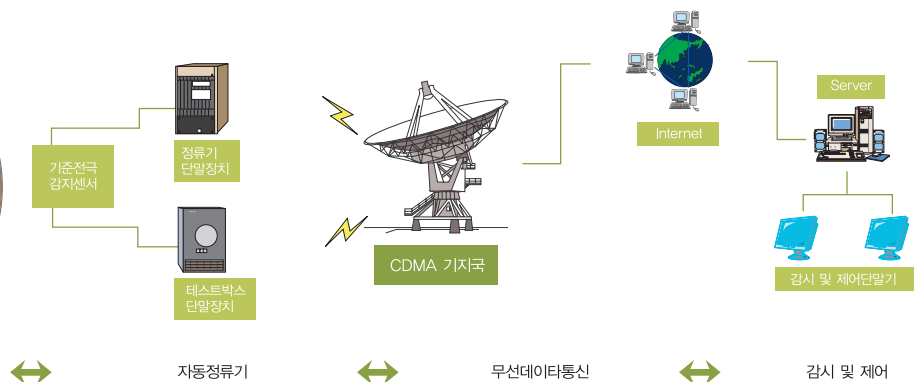 기준전극
감지센서
정류기
단말장치
테스트박스
단말장치
CDMA 기지국
Internet
Server
감시 및 제어단말기
자동정류기
무선데이타통신
감시 및 제어